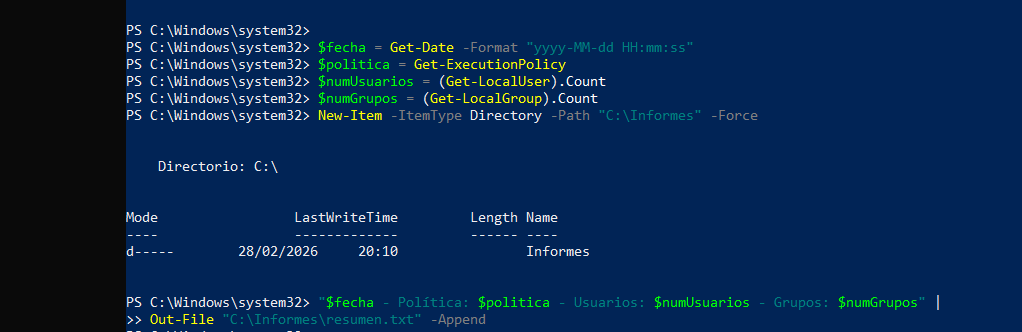 PS C:\Windows\system32>
PS C:\Windows\system32> $fecha = Get-Date -Format "yyyy-MM-dd HH:mm:ss"
PS C:\Windows\system32> $politica = Get-ExecutionPolicy
PS C:\Windows\system32> $numUsuarios = (Get-LocalUser).Count
PS C:\Windows\system32> $numGrupos = (Get-LocalGroup).Count
PS C:\Windows\system32> New-Item -ItemType Directory -Path "C:\Informes" -Force
Directorio: C:\
Mode LastWriteTime Length Name
---- ------------- ------ ----
d----- 28/02/2026 20:10 Informes
PS C:\Windows\system32> "$fecha - Política: $politica - Usuarios: $numUsuarios - Grupos: $numGrupos" |
>> Out-File "C:\Informes\resumen.txt" -Append